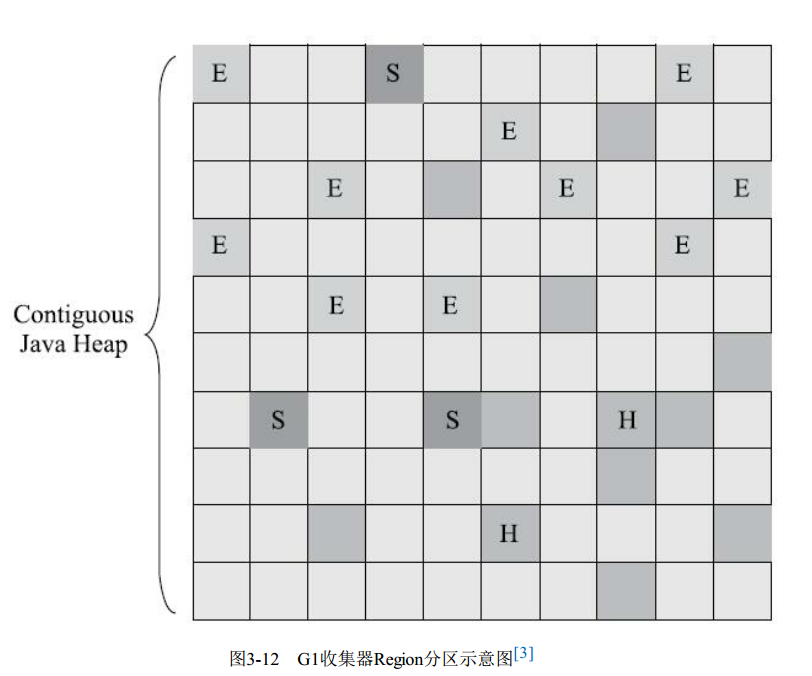 E S E
E
E E E
E E
Contiguous
Java Heap
E E
S S H
H
图3-12 G1收集器Region分区示意图[3]